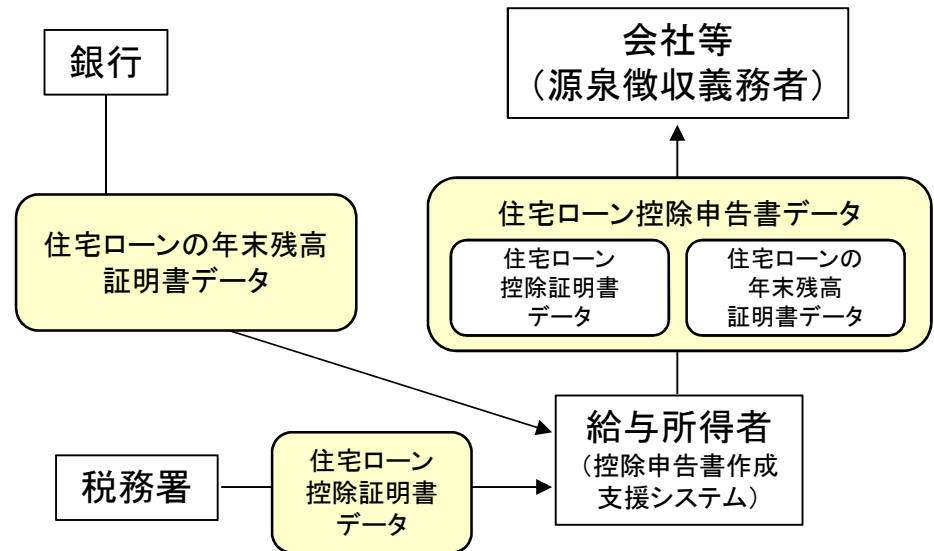 銀行
会社等
（源泉徴収義務者）
住宅ローンの年末残高
証明書データ
住宅ローン控除申告書データ
住宅ローン
控除証明書
データ
住宅ローンの
年末残高
証明書データ
給与所得者
（控除申告書作成
支援システム）
税務署
住宅ローン
控除証明書
データ